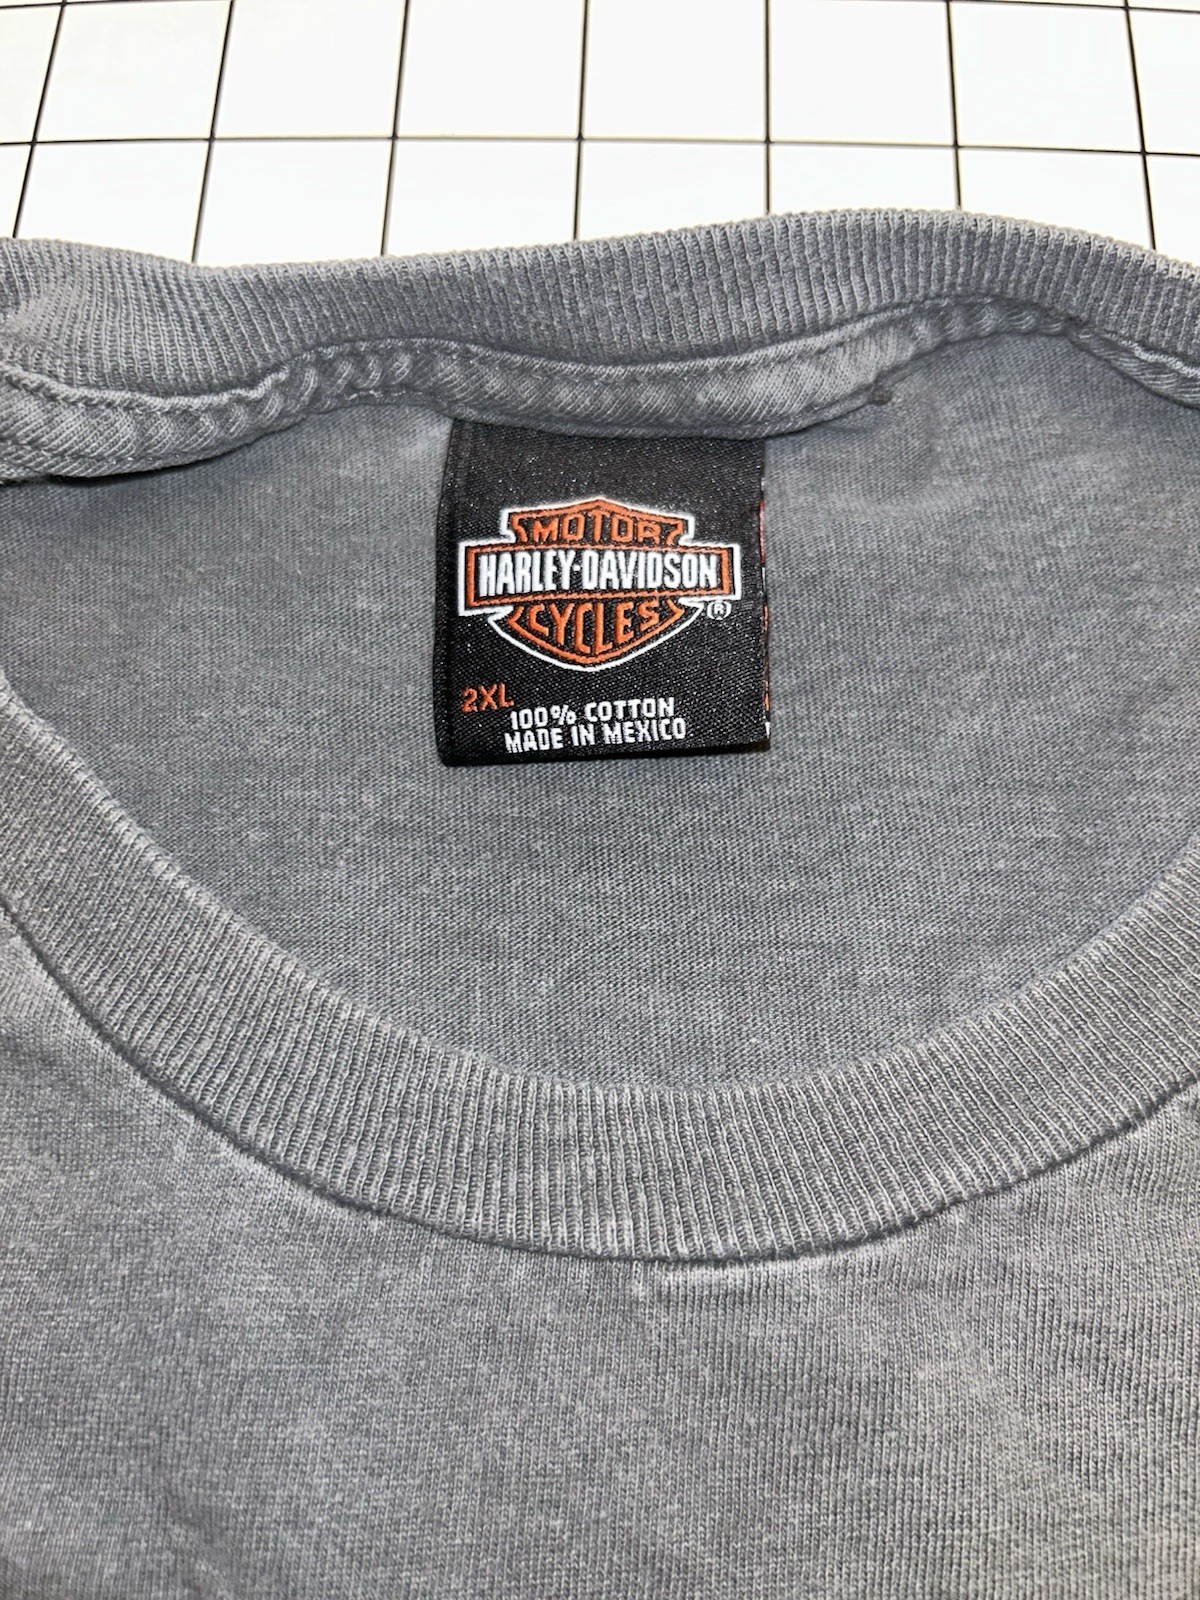 MOTOR
HARLEY-DAVIDSON
CYCLES ®
2XL
100% COTTON
MADE IN MEXICO